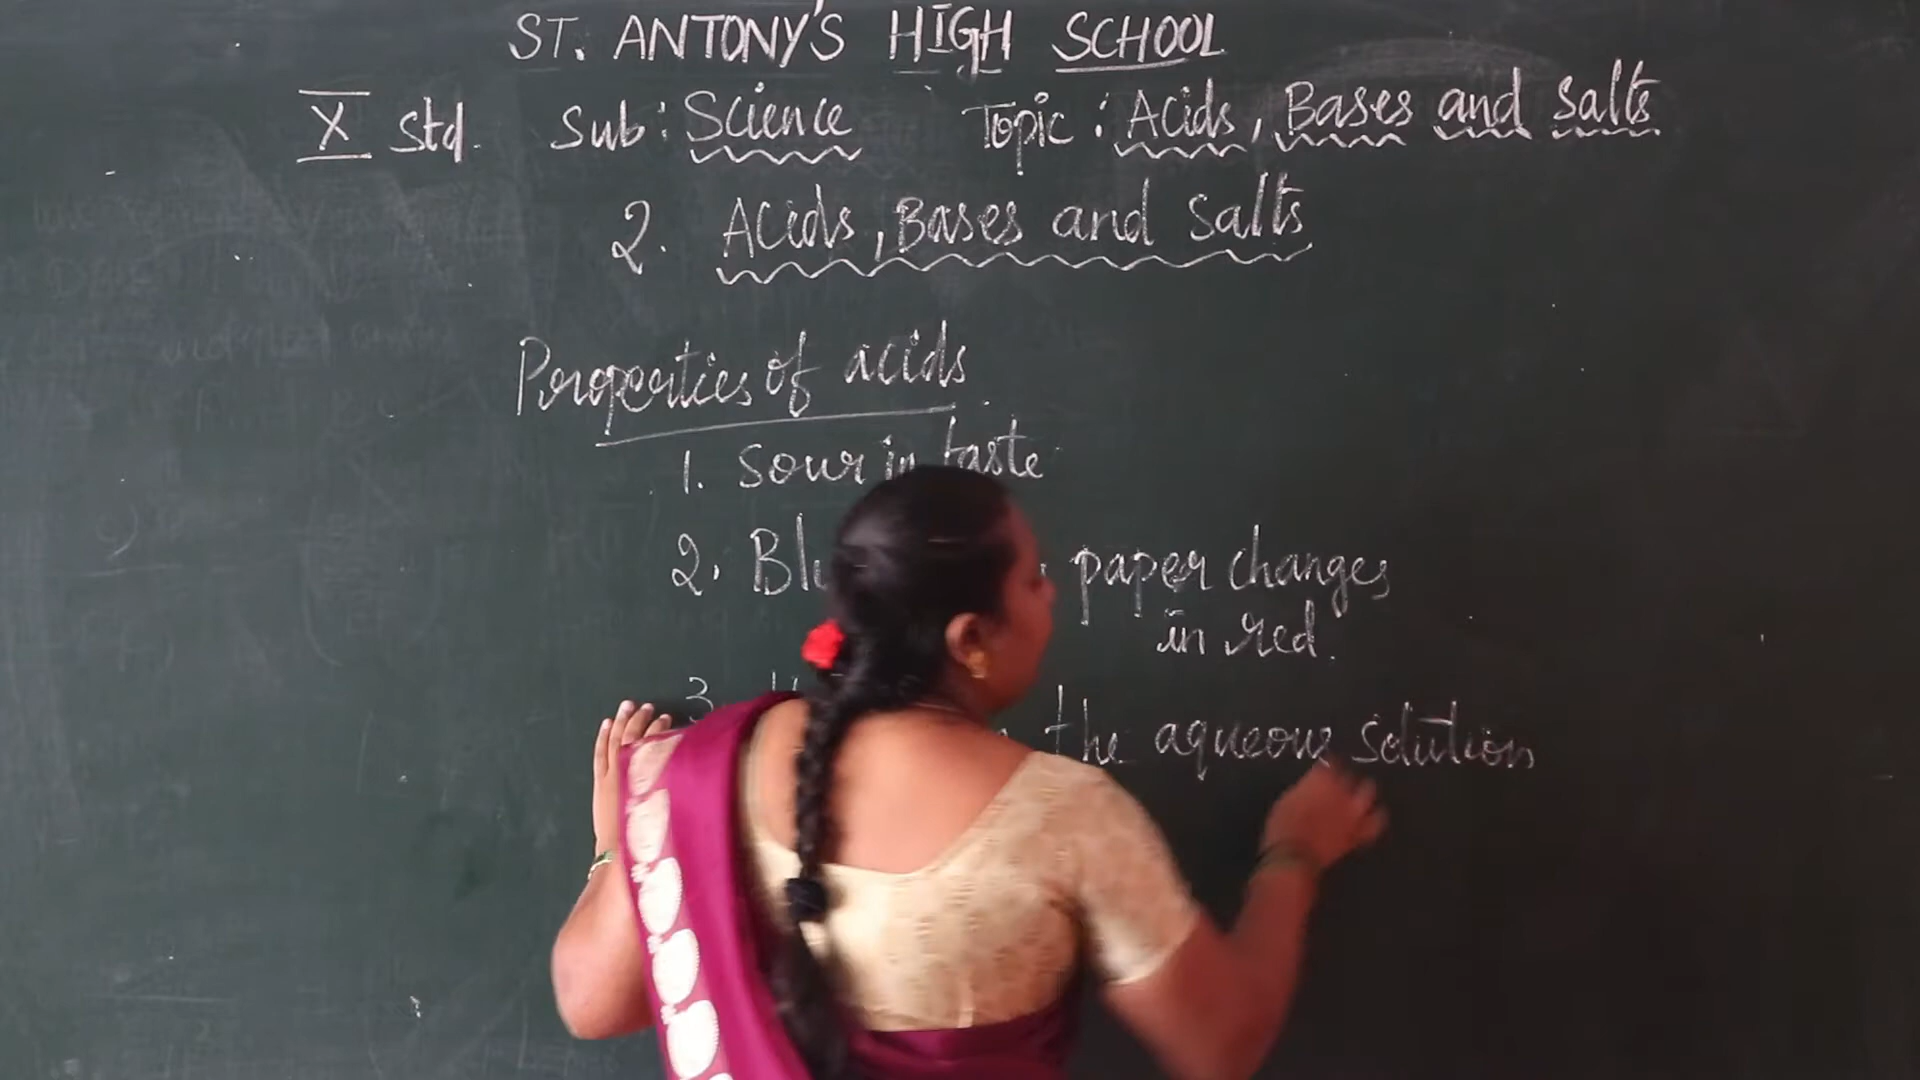 ST. ANTONY'S HIGH SCHOOL
X Std. Sub: Science Topic: Acids, Bases and Salts
2. Acids, Bases and Salts
Properties of acids
1. Sour in taste
2. paper changes
in red.
3. the aqueous solution